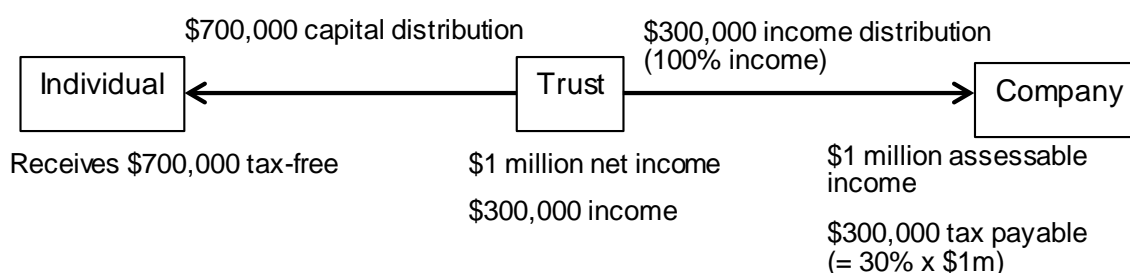 $700,000 capital distribution
$300,000 income distribution
(100% income)
Individual
Trust
Company
Receives $700,000 tax-free
$1 million net income
$300,000 income
$1 million assessable
income
$300,000 tax payable
(= 30% x $1m)